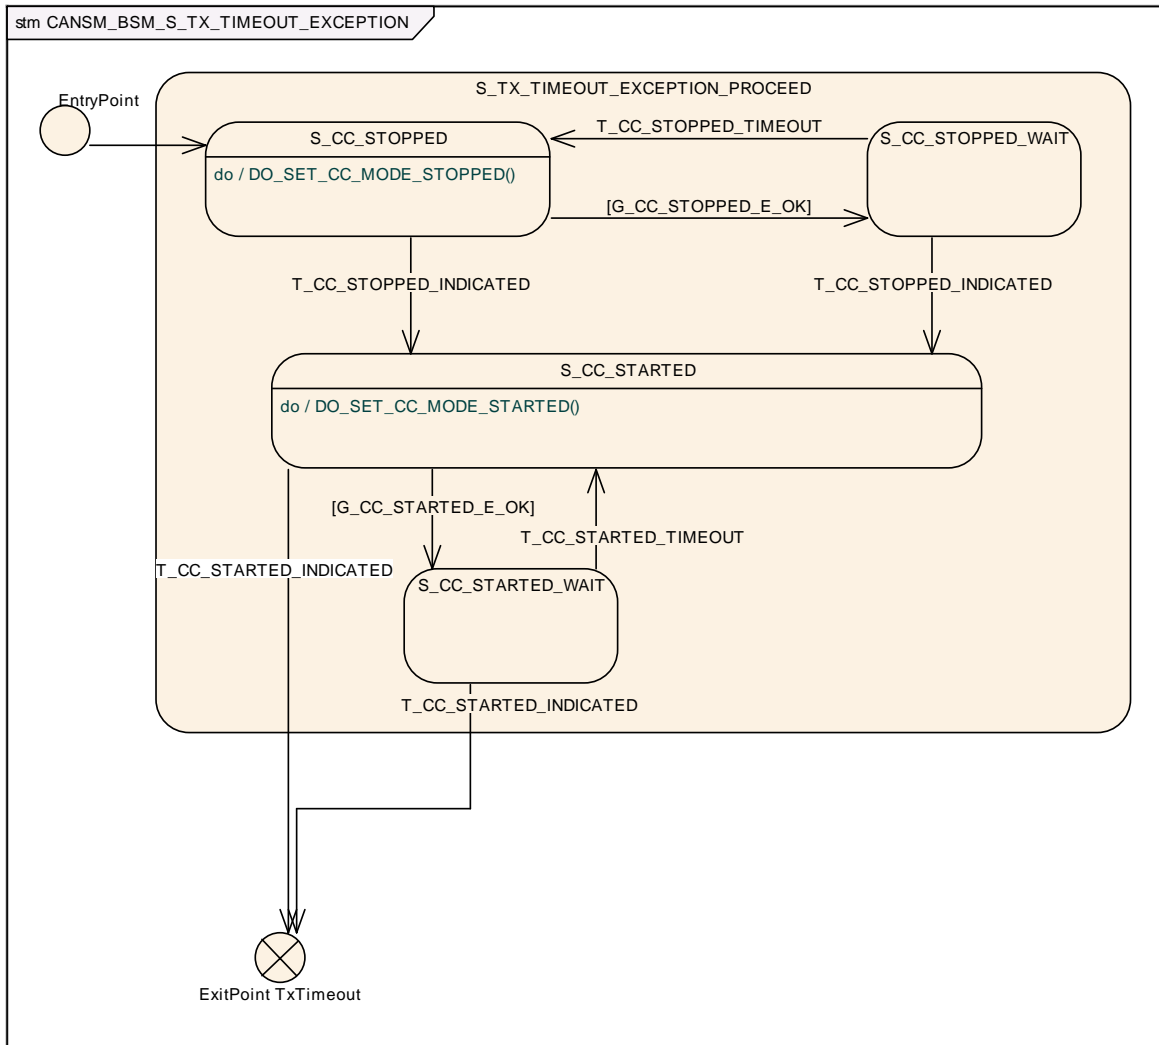 stm CANSM_BSM_S_TX_TIMEOUT_EXCEPTION
S_TX_TIMEOUT_EXCEPTION_PROCEED
EntryPoint
S_CC_STOPPED
do / DO_SET_CC_MODE_STOPPED()
T_CC_STOPPED_TIMEOUT
S_CC_STOPPED_WAIT
[G_CC_STOPPED_E_OK]
T_CC_STOPPED_INDICATED
T_CC_STOPPED_INDICATED
S_CC_STARTED
do / DO_SET_CC_MODE_STARTED()
[G_CC_STARTED_E_OK]
T_CC_STARTED_TIMEOUT
T_CC_STARTED_INDICATED
S_CC_STARTED_WAIT
T_CC_STARTED_INDICATED
ExitPoint TxTimeout